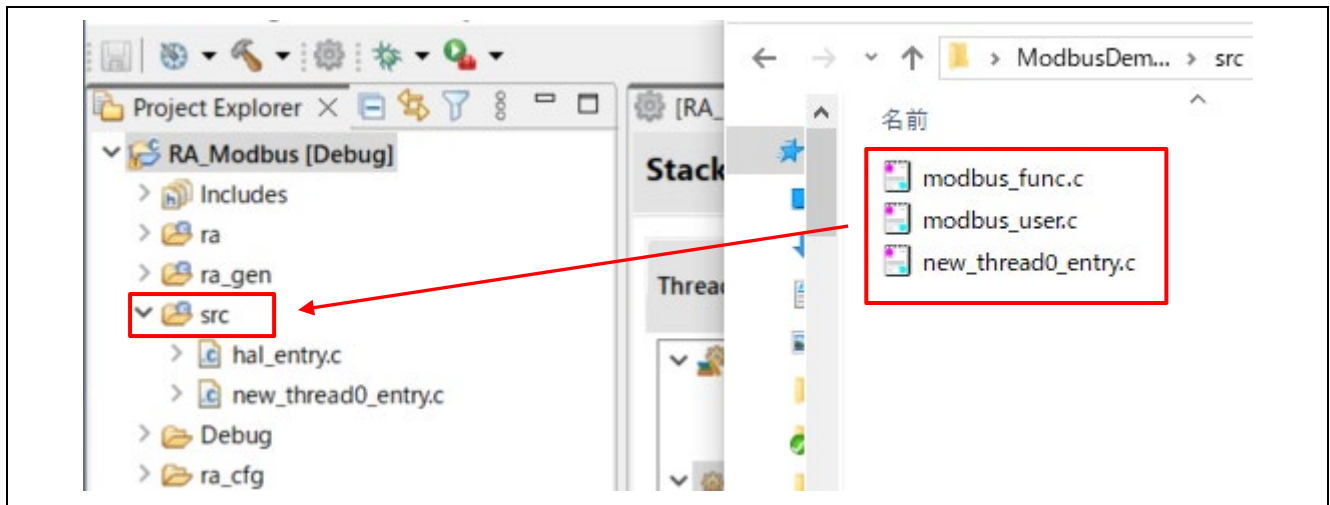 Project Explorer
RA_Modbus [Debug]
Includes
ra
ra_gen
src
hal_entry.c
new_thread0_entry.c
Debug
ra_cfg
[RA_
Stack
Threa
ModbusDem... > src
名前
modbus_func.c
modbus_user.c
new_thread0_entry.c